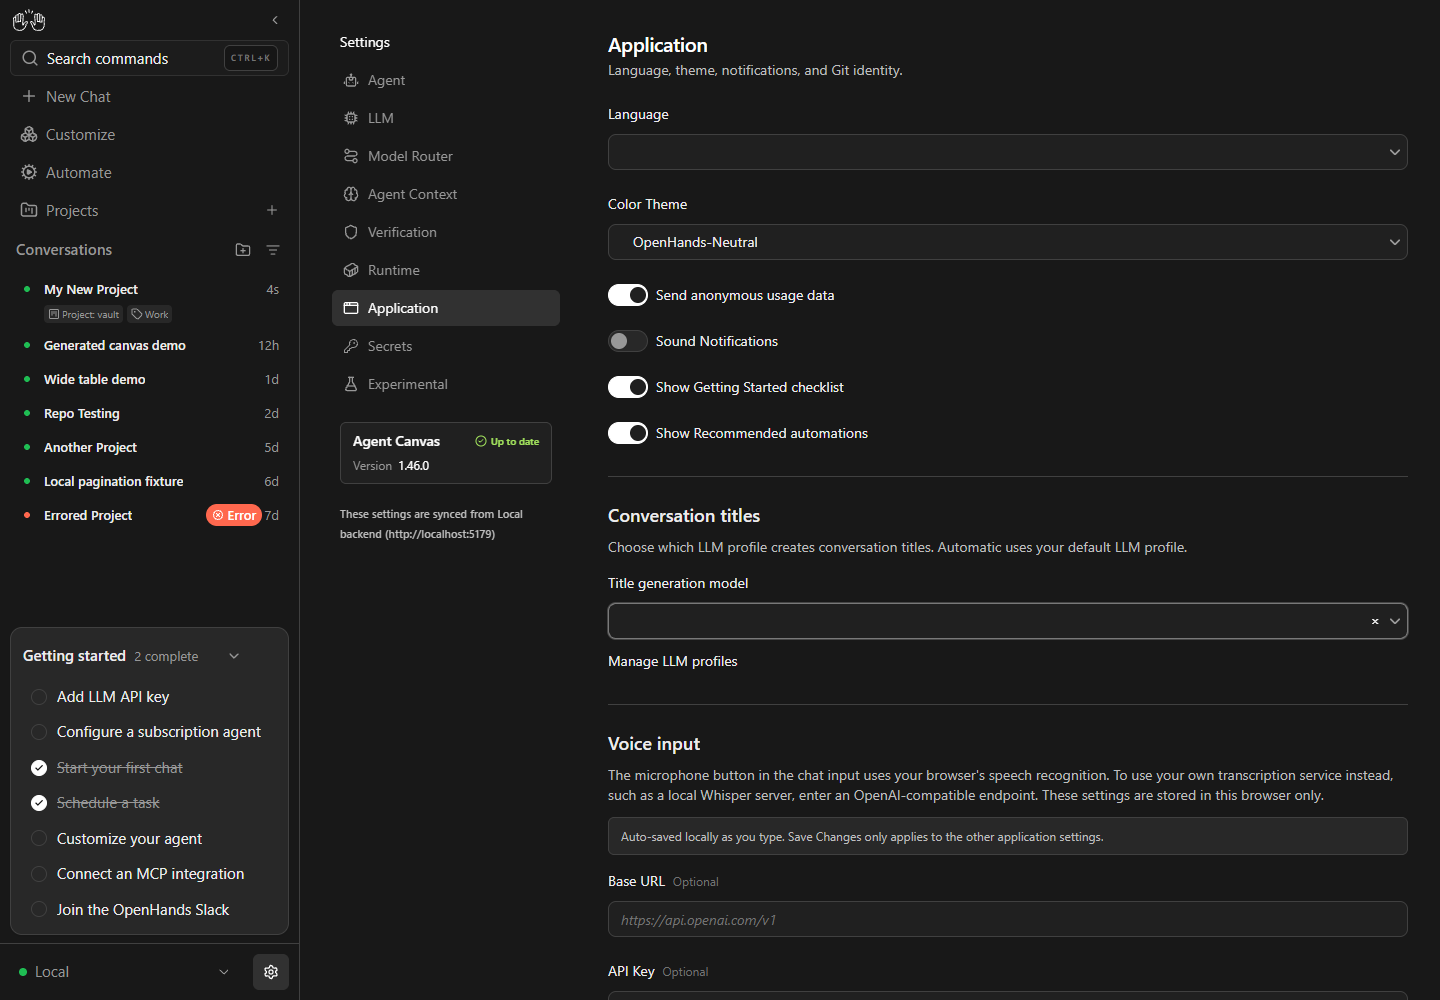 Search commands
CTRL+K
New Chat
Customize
Automate
Projects
Conversations
My New Project 4s
Project: vault Work
Generated canvas demo 12h
Wide table demo 1d
Repo Testing 2d
Another Project 5d
Local pagination fixture 6d
Errored Project Error 7d
Getting started 2 complete
Add LLM API key
Configure a subscription agent
Start your first chat
Schedule a task
Customize your agent
Connect an MCP integration
Join the OpenHands Slack
Local
Settings
Agent
LLM
Model Router
Agent Context
Verification
Runtime
Application
Secrets
Experimental
Agent Canvas Up to date
Version 1.46.0
These settings are synced from Local
backend (http://localhost:5179)
Application
Language, theme, notifications, and Git identity.
Language
Color Theme
OpenHands-Neutral
Send anonymous usage data
Sound Notifications
Show Getting Started checklist
Show Recommended automations
Conversation titles
Choose which LLM profile creates conversation titles. Automatic uses your default LLM profile.
Title generation model
Manage LLM profiles
Voice input
The microphone button in the chat input uses your browser's speech recognition. To use your own transcription service instead,
such as a local Whisper server, enter an OpenAI-compatible endpoint. These settings are stored in this browser only.
Auto-saved locally as you type. Save Changes only applies to the other application settings.
Base URL Optional
https://api.openai.com/v1
API Key Optional